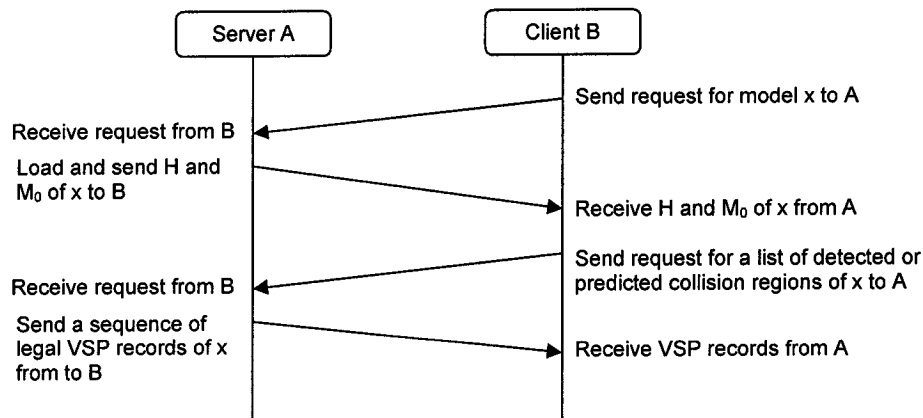 Server A
Client B
Send request for model x to A
Receive request from B
Load and send H and
M₀ of x to B
Receive H and M₀ of x from A
Send request for a list of detected or
predicted collision regions of x to A
Receive request from B
Send a sequence of
legal VSP records of x
from to B
Receive VSP records from A